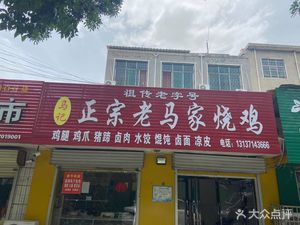 祖传老字号
马记
正宗老马家烧鸡
鸡腿 鸡爪 猪蹄 卤肉 水饺 馄饨 卤面 凉皮 电话:13137143666
市
大众点评